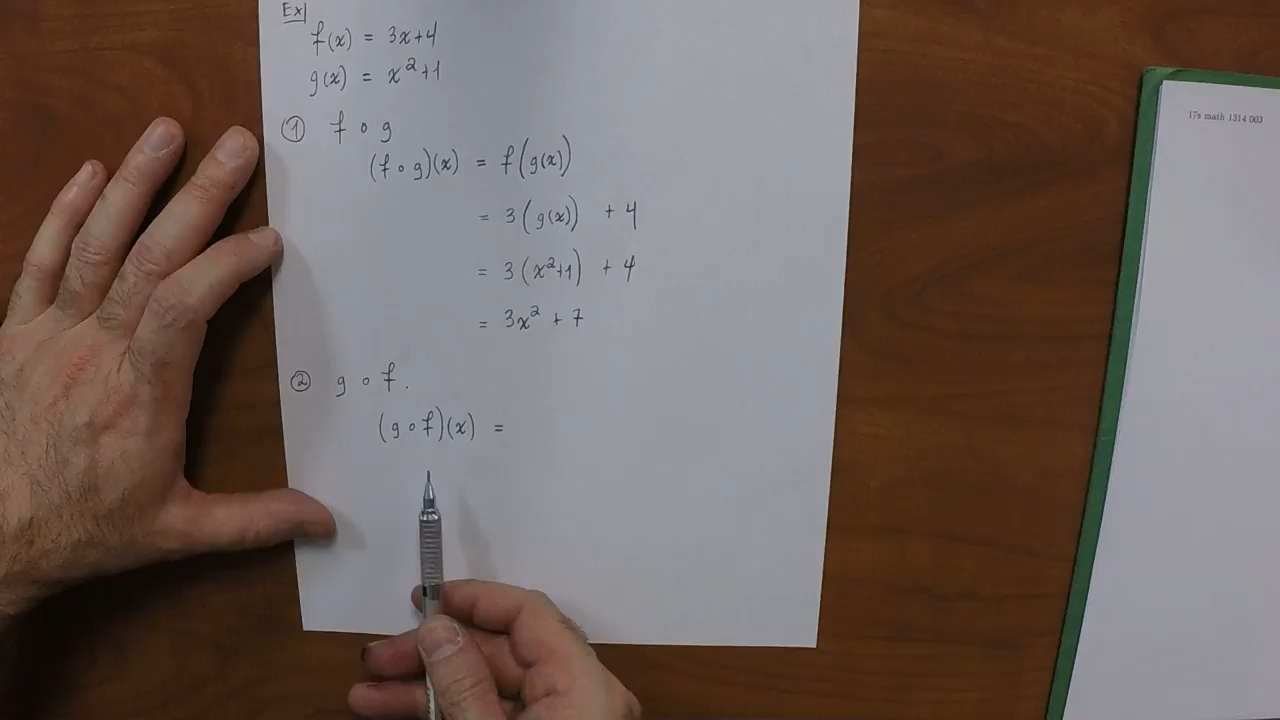 Ex
f(x) = 3x+4
g(x) = x²+1
① f ∘ g
(f ∘ g)(x) = f(g(x))
= 3(g(x)) + 4
= 3(x²+1) + 4
= 3x² + 7
② g ∘ f.
(g ∘ f)(x) =
17s math 1314 003